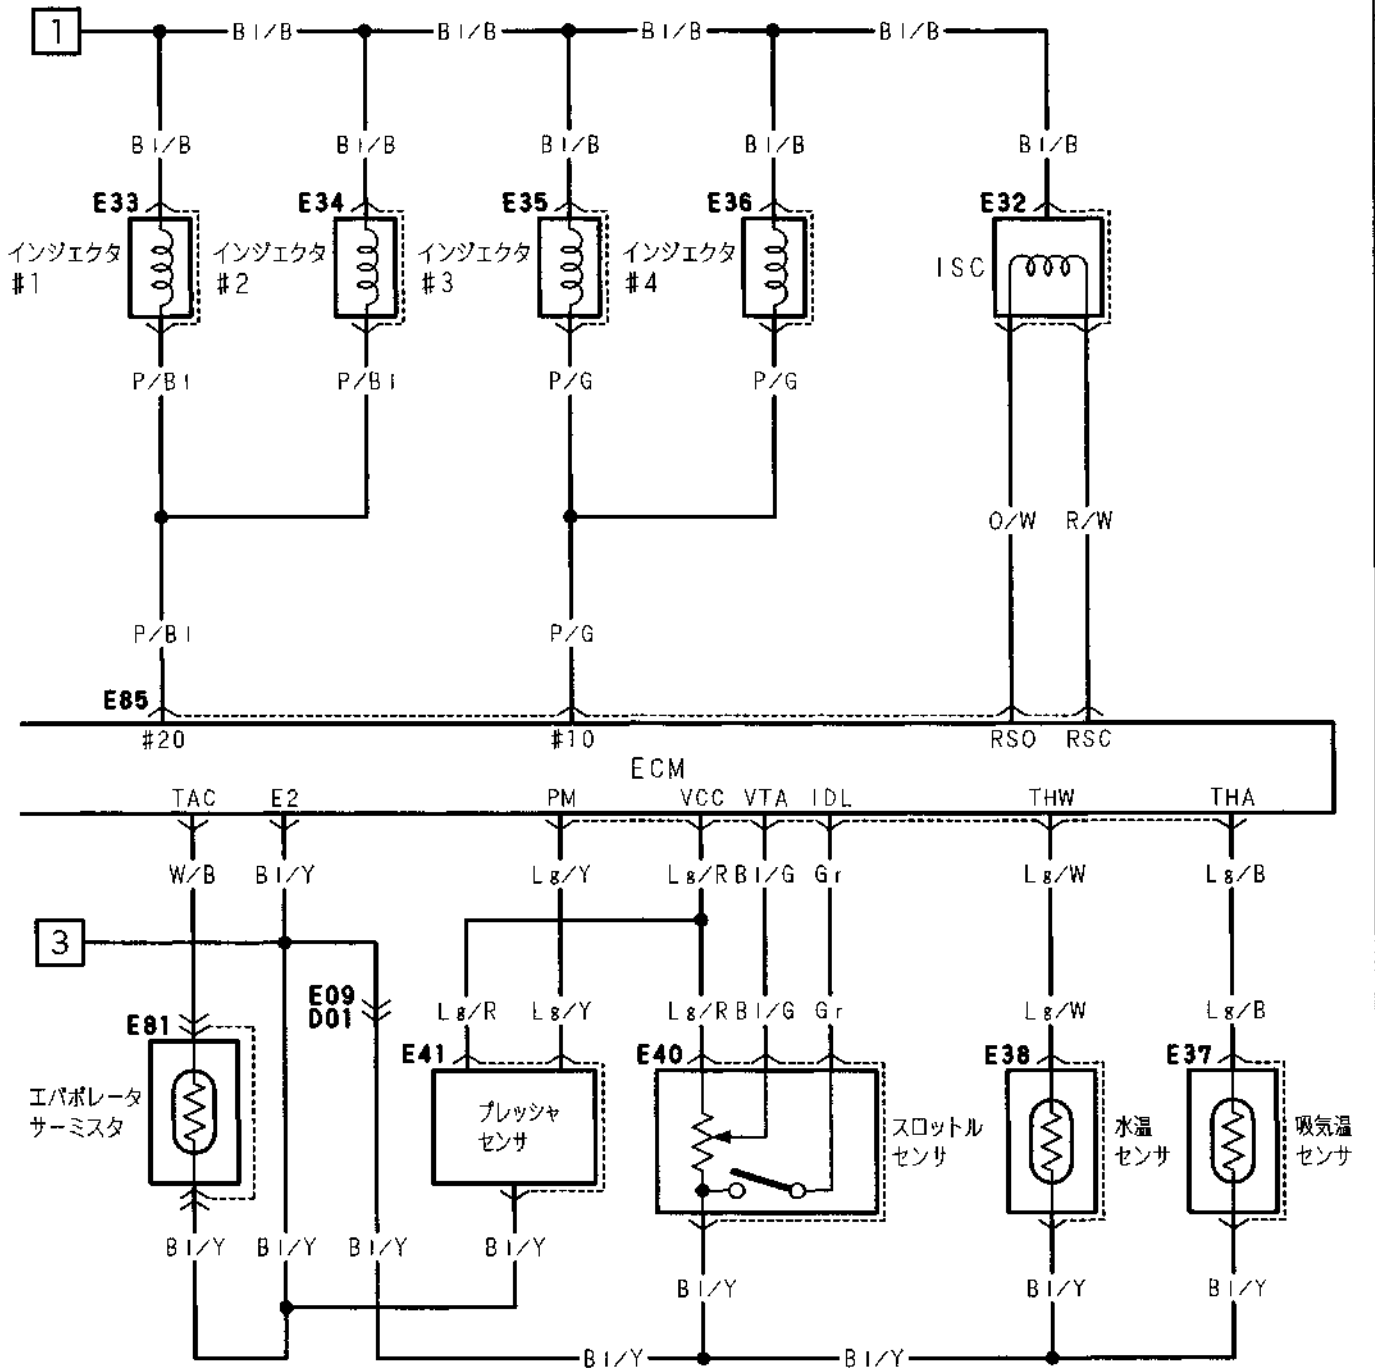 1
Bl/B Bl/B Bl/B Bl/B
Bl/B Bl/B Bl/B Bl/B Bl/B
E33 E34 E35 E36 E32
インジェクタ インジェクタ インジェクタ インジェクタ ISC
#1 #2 #3 #4
P/Bl P/Bl P/G P/G
O/W R/W
P/Bl P/G
E85
#20 #10 RSO RSC
ECM
TAC E2 PM VCC VTA IDL THW THA
W/B Bl/Y Lg/Y Lg/R Bl/G Gr Lg/W Lg/B
3
E09
D01
Lg/R Lg/Y Lg/R Bl/G Gr Lg/W Lg/B
E81 E41 E40 E38 E37
エバポレータ
サーミスタ
プレッシャ
センサ
スロットル
センサ
水温
センサ
吸気温
センサ
Bl/Y Bl/Y Bl/Y Bl/Y
Bl/Y Bl/Y Bl/Y
Bl/Y Bl/Y